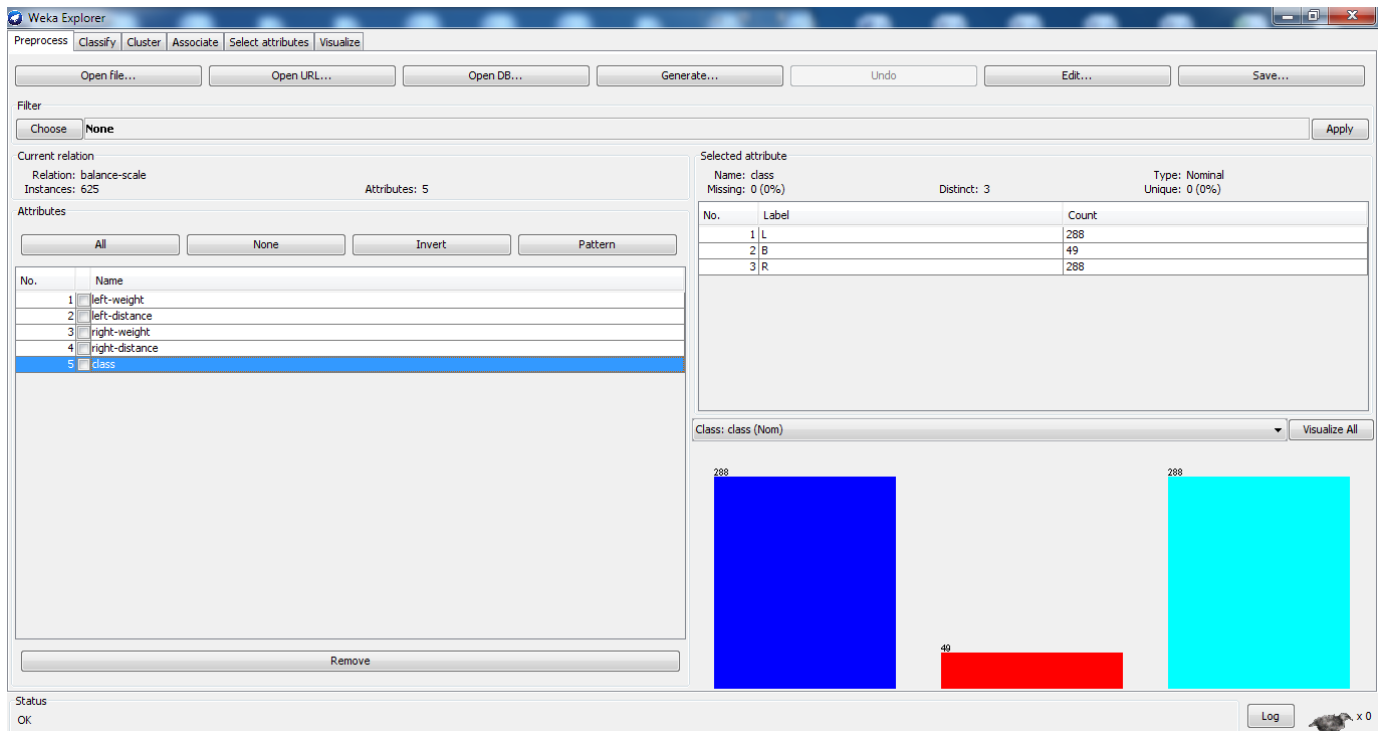 Weka Explorer
Preprocess Classify Cluster Associate Select attributes Visualize
Open file... Open URL... Open DB... Generate... Undo Edit... Save...
Filter
Choose None Apply
Current relation
Relation: balance-scale
Instances: 625 Attributes: 5
Attributes
All None Invert Pattern
No. Name
1 left-weight
2 left-distance
3 right-weight
4 right-distance
5 class
Remove
Selected attribute
Name: class Type: Nominal
Missing: 0 (0%) Distinct: 3 Unique: 0 (0%)
No. Label Count
1 L 288
2 B 49
3 R 288
Class: class (Nom) Visualize All
288 49 288
Status
OK
Log x 0